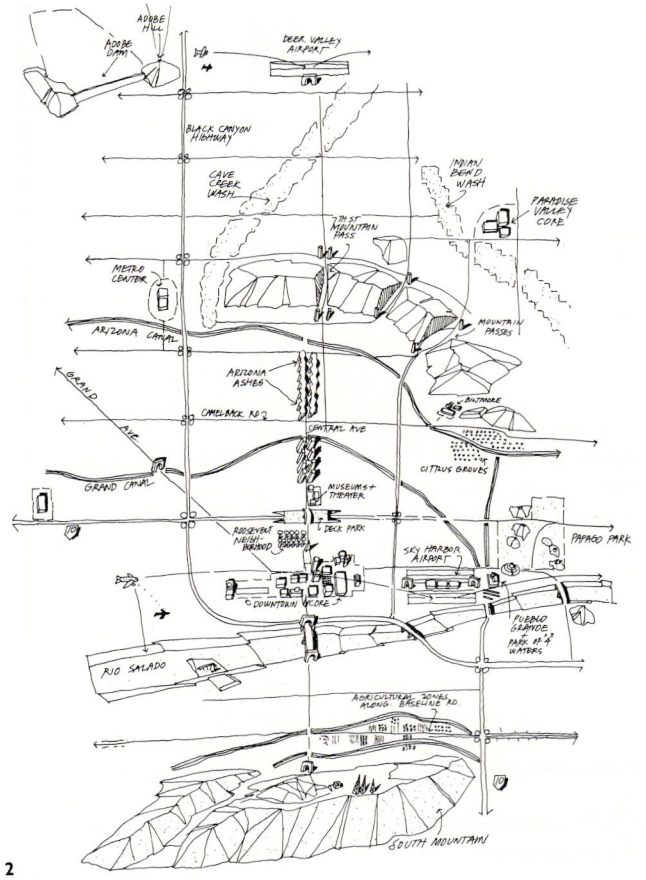 ADOBE
HILL
ADOBE
DAM
DEER VALLEY
AIRPORT
BLACK CANYON
HIGHWAY
CAVE
CREEK
WASH
INDIAN
BEND
WASH
7TH ST
MOUNTAIN
PASS
PARADISE
VALLEY
CORE
METRO
CENTER
ARIZONA CANAL
MOUNTAIN
PASSES
GRAND
AVE
ARIZONA
ASHES
BILTMORE
CAMELBACK RD
CENTRAL AVE
CITRUS GROVES
GRAND CANAL
MUSEUMS +
THEATER
ROOSEVELT
NEIGH-
BORHOOD
DECK PARK
10
PAPAGO PARK
SKY HARBOR
AIRPORT
DOWNTOWN CORE
PUEBLO
GRANDE
+
PARK OF "4"
WATERS
RIO SALADO
AGRICULTURAL ZONES
ALONG BASELINE RD.
10
SOUTH MOUNTAIN
2